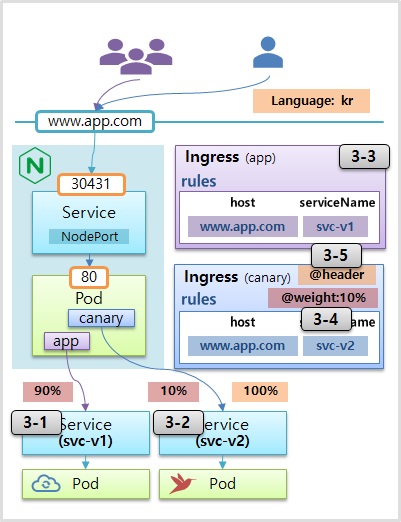 Language: kr
www.app.com
30431
Service
NodePort
80
Pod
canary
app
Ingress (app)
3-3
rules
host serviceName
www.app.com svc-v1
3-5
Ingress (canary) @header
rules @weight:10%
3-4
host s ame
www.app.com svc-v2
90% 10% 100%
3-1 Service
(svc-v1)
3-2 ervice
(svc-v2)
Pod Pod